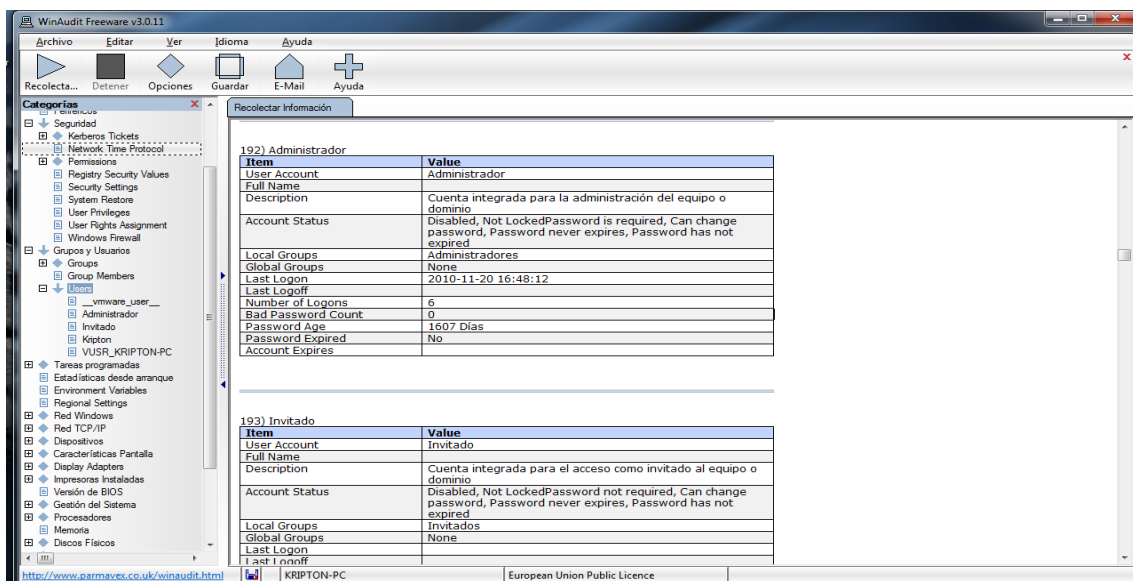 WinAudit Freeware v3.0.11
Archivo Editar Ver Idioma Ayuda
Recolecta... Detener Opciones Guardar E-Mail Ayuda
Categorías
Seguridad
Kerberos Tickets
Network Time Protocol
Permissions
Registry Security Values
Security Settings
System Restore
User Privileges
User Rights Assignment
Windows Firewall
Grupos y Usuarios
Groups
Group Members
Users
__vmware_user__
Administrador
Invitado
Kripton
VUSR_KRIPTON-PC
Tareas programadas
Estadísticas desde arranque
Environment Variables
Regional Settings
Red Windows
Red TCP/IP
Dispositivos
Características Pantalla
Display Adapters
Impresoras Instaladas
Versión de BIOS
Gestión del Sistema
Procesadores
Memoria
Discos Físicos
Recolectar Información
192) Administrador
Item Value
User Account Administrador
Full Name
Description Cuenta integrada para la administración del equipo o
dominio
Account Status Disabled, Not LockedPassword is required, Can change
password, Password never expires, Password has not
expired
Local Groups Administradores
Global Groups None
Last Logon 2010-11-20 16:48:12
Last Logoff
Number of Logons 6
Bad Password Count 0
Password Age 1607 Días
Password Expired No
Account Expires
193) Invitado
Item Value
User Account Invitado
Full Name
Description Cuenta integrada para el acceso como invitado al equipo o
dominio
Account Status Disabled, Not LockedPassword not required, Can change
password, Password never expires, Password has not
expired
Local Groups Invitados
Global Groups None
Last Logon
Last Logoff
http://www.parmavex.co.uk/winaudit.html KRIPTON-PC European Union Public Licence